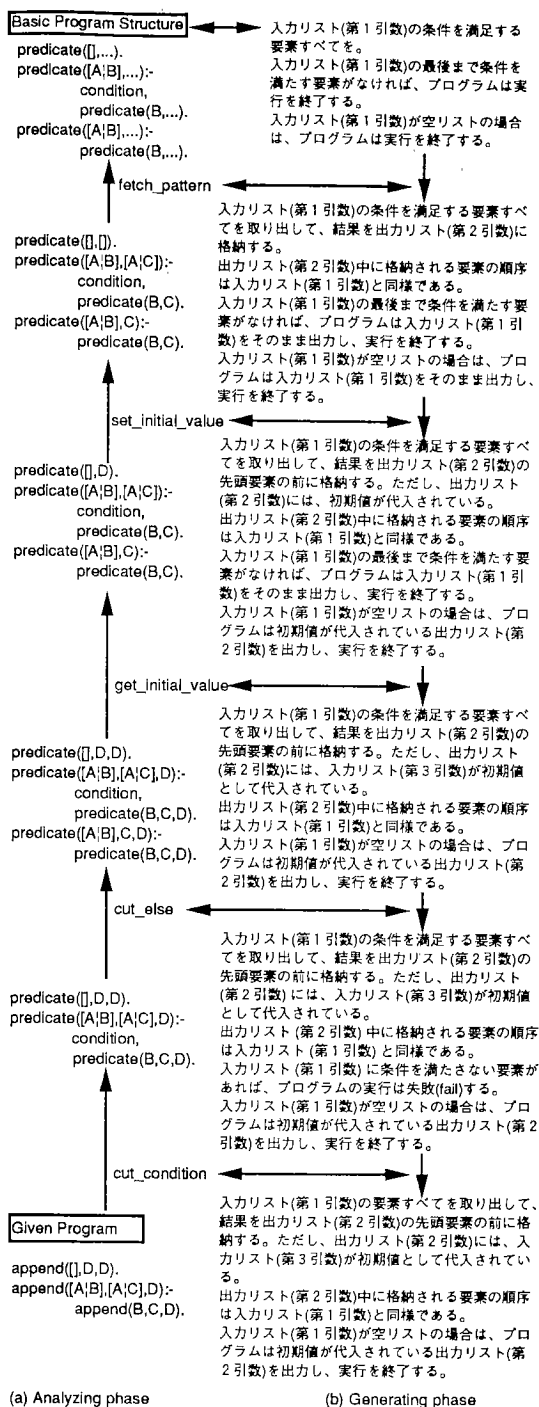 Basic Program Structure
predicate([],...).
predicate([A¦B],...):-
condition,
predicate(B,...).
predicate([A¦B],...):-
predicate(B,...).
入力リスト(第1引数)の条件を満足する
要素すべてを。
入力リスト(第1引数)の最後まで条件を
満たす要素がなければ、プログラムは実
行を終了する。
入力リスト(第1引数)が空リストの場合
は、プログラムは実行を終了する。
fetch_pattern
predicate([],[]).
predicate([A¦B],[A¦C]):-
condition,
predicate(B,C).
predicate([A¦B],C):-
predicate(B,C).
入力リスト(第1引数)の条件を満足する要素すべ
てを取り出して、結果を出力リスト(第2引数)に
格納する。
出力リスト(第2引数)中に格納される要素の順序
は入力リスト(第1引数)と同様である。
入力リスト(第1引数)の最後まで条件を満たす要
素がなければ、プログラムは入力リスト(第1引
数)をそのまま出力し、実行を終了する。
入力リスト(第1引数)が空リストの場合は、プロ
グラムは入力リスト(第1引数)をそのまま出力し、
実行を終了する。
set_initial_value
predicate([],D).
predicate([A¦B],[A¦C]):-
condition,
predicate(B,C).
predicate([A¦B],C):-
predicate(B,C).
入力リスト(第1引数)の条件を満足する要素すべ
てを取り出して、結果を出力リスト(第2引数)の
先頭要素の前に格納する。ただし、出力リスト
(第2引数)には、初期値が代入されている。
出力リスト(第2引数)中に格納される要素の順序
は入力リスト(第1引数)と同様である。
入力リスト(第1引数)の最後まで条件を満たす要
素がなければ、プログラムは入力リスト(第1引
数)をそのまま出力し、実行を終了する。
入力リスト(第1引数)が空リストの場合は、プロ
グラムは初期値が代入されている出力リスト(第
2引数)を出力し、実行を終了する。
get_initial_value
predicate([],D,D).
predicate([A¦B],[A¦C],D):-
condition,
predicate(B,C,D).
predicate([A¦B],C,D):-
predicate(B,C,D).
入力リスト(第1引数)の条件を満足する要素すべ
てを取り出して、結果を出力リスト(第2引数)の
先頭要素の前に格納する。ただし、出力リスト
(第2引数)には、入力リスト(第3引数)が初期値
として代入されている。
出力リスト(第2引数)中に格納される要素の順序
は入力リスト(第1引数)と同様である。
入力リスト(第1引数)が空リストの場合は、プロ
グラムは初期値が代入されている出力リスト(第
2引数)を出力し、実行を終了する。
cut_else
predicate([],D,D).
predicate([A¦B],[A¦C],D):-
condition,
predicate(B,C,D).
入力リスト(第1引数)の条件を満足する要素すべ
てを取り出して、結果を出力リスト(第2引数)の
先頭要素の前に格納する。ただし、出力リスト
(第2引数)には、入力リスト(第3引数)が初期値
として代入されている。
出力リスト(第2引数)中に格納される要素の順序
は入力リスト(第1引数)と同様である。
入力リスト(第1引数)に条件を満たさない要素が
あれば、プログラムの実行は失敗(fail)する。
入力リスト(第1引数)が空リストの場合は、プロ
グラムは初期値が代入されている出力リスト(第2
引数)を出力し、実行を終了する。
cut_condition
Given Program
append([],D,D).
append([A¦B],[A¦C],D):-
append(B,C,D).
入力リスト(第1引数)の要素すべてを取り出して、
結果を出力リスト(第2引数)の先頭要素の前に格
納する。ただし、出力リスト(第2引数)には、入
力リスト(第3引数)が初期値として代入されてい
る。
出力リスト(第2引数)中に格納される要素の順序
は入力リスト(第1引数)と同様である。
入力リスト(第1引数)が空リストの場合は、プロ
グラムは初期値が代入されている出力リスト(第
2引数)を出力し、実行を終了する。
(a) Analyzing phase
(b) Generating phase